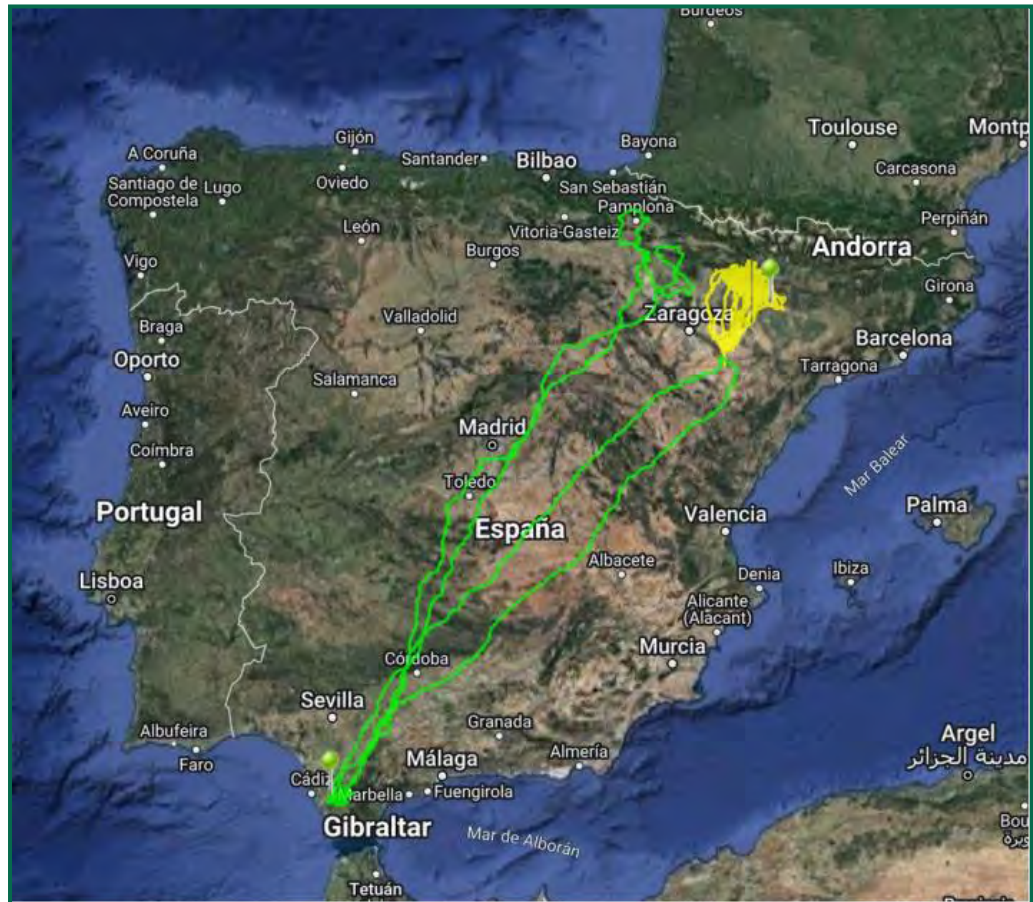 Burdeos
Toulouse
Montp
Gijón
Bayona
A Coruña
Santander
Bilbao
Carcasona
Oviedo
San Sebastián
Santiago de
Compostela
Lugo
Pamplona
Perpiñán
Vitoria-Gasteiz
León
Andorra
Burgos
Vigo
Girona
Valladolid
Zaragoza
Braga
Barcelona
Oporto
Tarragona
Salamanca
Aveiro
Madrid
Coímbra
Mar Balear
Toledo
Portugal
Palma
Valencia
España
Albacete
Ibiza
Lisboa
Denia
Alicante
(Alacant)
Murcia
Córdoba
Sevilla
Granada
Albufeira
Argel
Faro
Almería
مدينة الجزائر
Málaga
Cádiz
Marbella
Fuengirola
Gibraltar
Bou
Mar de Alborán
Tetuán